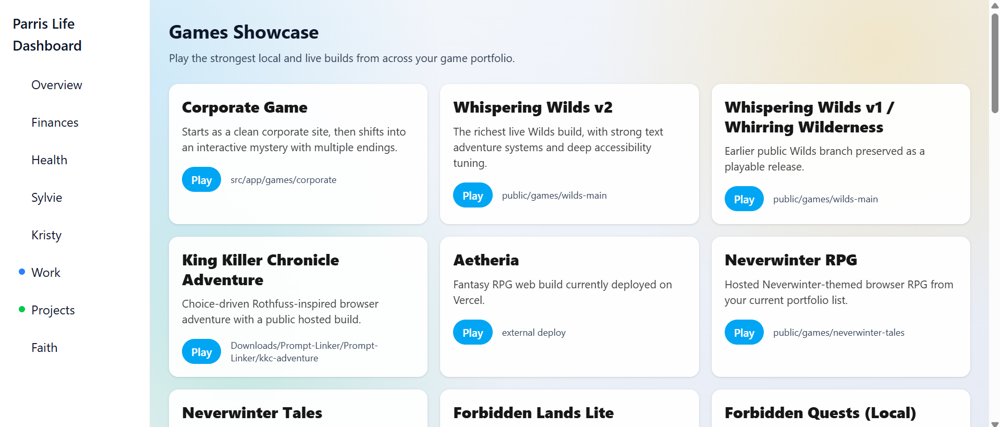 Parris Life
Dashboard
Overview
Finances
Health
Sylvie
Kristy
Work
Projects
Faith
Games Showcase
Play the strongest local and live builds from across your game portfolio.
Corporate Game
Starts as a clean corporate site, then shifts into
an interactive mystery with multiple endings.
Play
src/app/games/corporate
Whispering Wilds v2
The richest live Wilds build, with strong text
adventure systems and deep accessibility
tuning.
Play
public/games/wilds-main
Whispering Wilds v1 /
Whirring Wilderness
Earlier public Wilds branch preserved as a
playable release.
Play
public/games/wilds-main
King Killer Chronicle
Adventure
Choice-driven Rothfuss-inspired browser
adventure with a public hosted build.
Play
Downloads/Prompt-Linker/Prompt-
Linker/kkc-adventure
Aetheria
Fantasy RPG web build currently deployed on
Vercel.
Play
external deploy
Neverwinter RPG
Hosted Neverwinter-themed browser RPG from
your current portfolio list.
Play
public/games/neverwinter-tales
Neverwinter Tales
Forbidden Lands Lite
Forbidden Quests (Local)